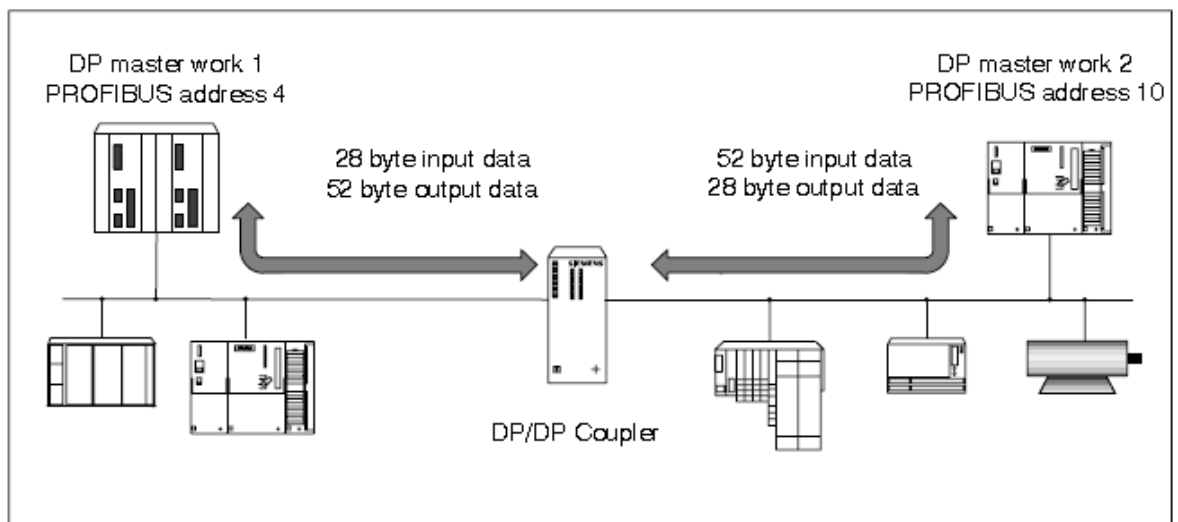 DP master work 1
PROFIBUS address 4
DP master work 2
PROFIBUS address 10
28 byte input data
52 byte output data
52 byte input data
28 byte output data
SIEMENS
DP/DP Coupler